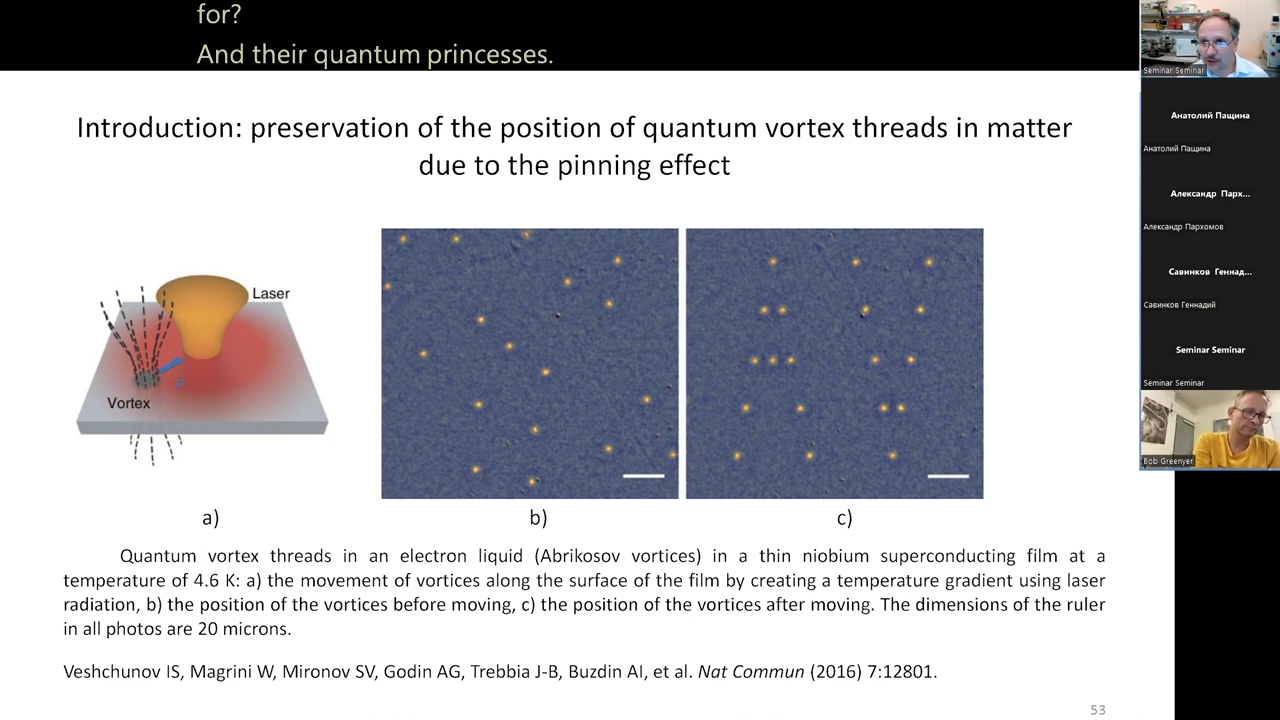 for?
And their quantum princesses.
Introduction: preservation of the position of quantum vortex threads in matter
due to the pinning effect
Laser
F
Vortex
a)
b)
c)
Quantum vortex threads in an electron liquid (Abrikosov vortices) in a thin niobium superconducting film at a
temperature of 4.6 K: a) the movement of vortices along the surface of the film by creating a temperature gradient using laser
radiation, b) the position of the vortices before moving, c) the position of the vortices after moving. The dimensions of the ruler
in all photos are 20 microns.
Veshchunov IS, Magrini W, Mironov SV, Godin AG, Trebbia J-B, Buzdin AI, et al. Nat Commun (2016) 7:12801.
53
Seminar Seminar
Анатолий Пащина
Анатолий Пащина
Александр Парх...
Александр Пархомов
Савинков Геннад...
Савинков Геннадий
Seminar Seminar
Seminar Seminar
Bob Greenyer